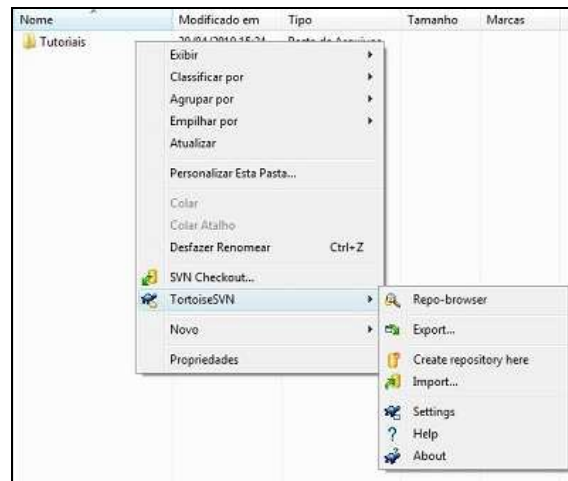 Nome Modificado em Tipo Tamanho Marcas
Tutoriais
Exibir
Classificar por
Agrupar por
Empilhar por
Atualizar
Personalizar Esta Pasta...
Colar
Colar Atalho
Desfazer Renomear Ctrl+Z
SVN Checkout...
TortoiseSVN
Novo
Propriedades
Repo-browser
Export...
Create repository here
Import...
Settings
Help
About